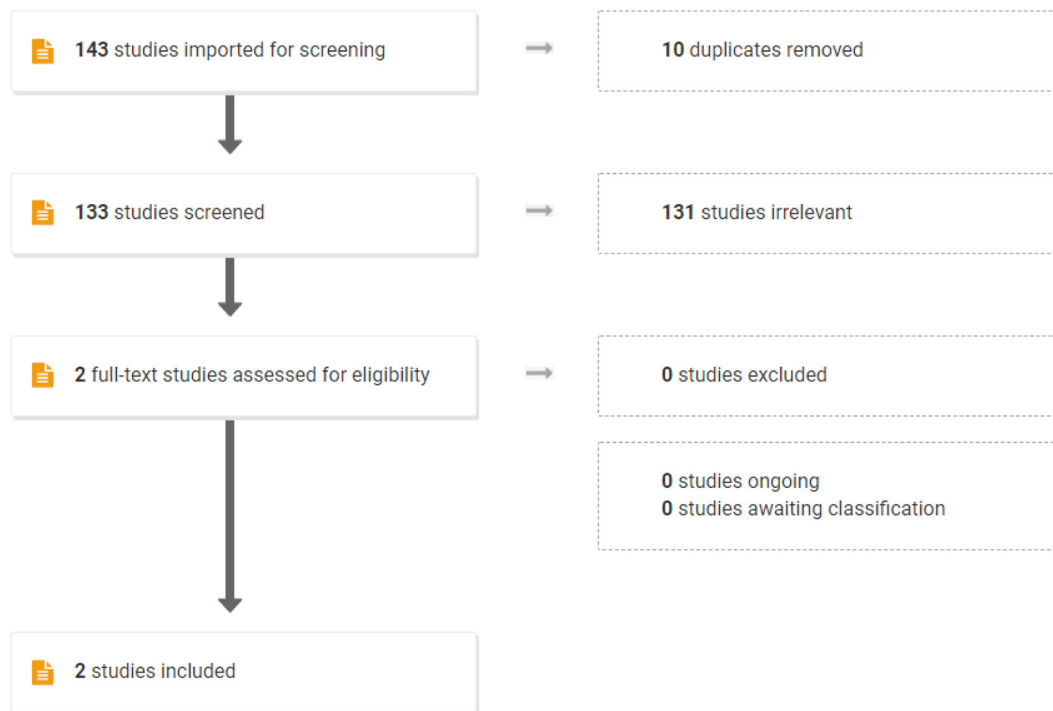 143 studies imported for screening
10 duplicates removed
133 studies screened
131 studies irrelevant
2 full-text studies assessed for eligibility
0 studies excluded
0 studies ongoing
0 studies awaiting classification
2 studies included